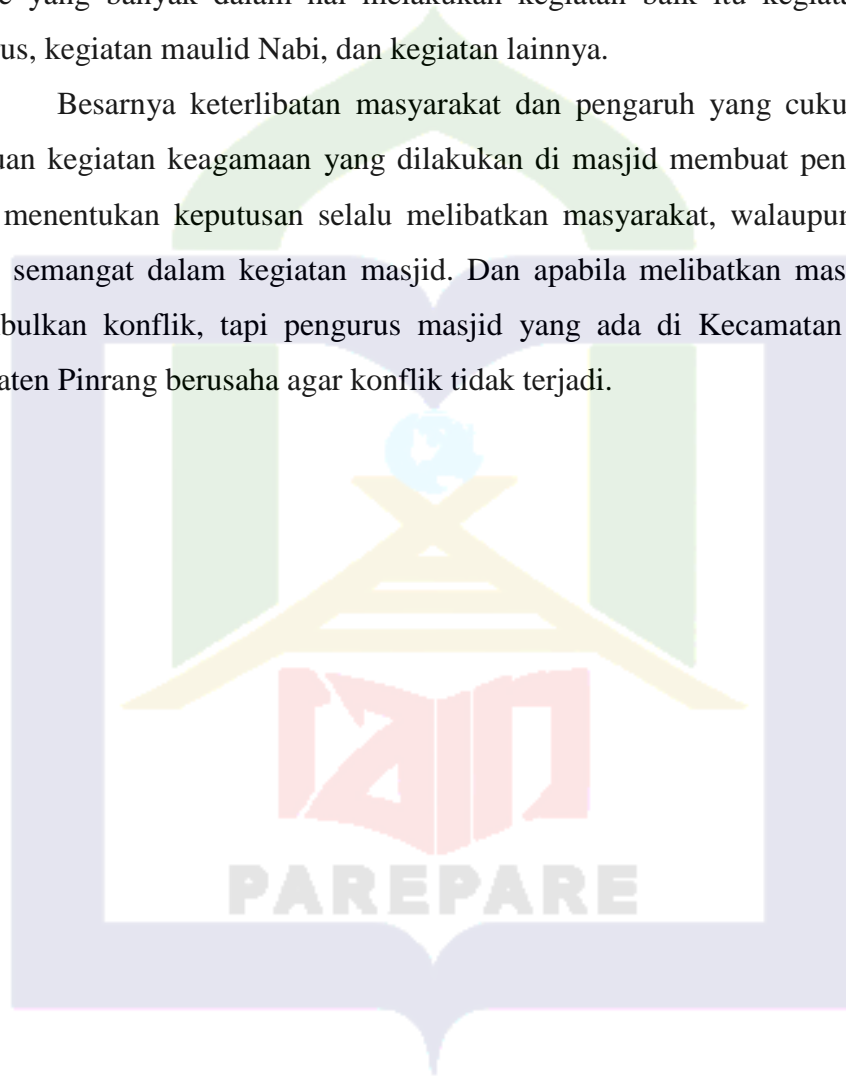 yang banyak dalam hal melakukan kegiatan baik itu kegiata
us, kegiatan maulid Nabi, dan kegiatan lainnya.
Besarnya keterlibatan masyarakat dan pengaruh yang cuku
uan kegiatan keagamaan yang dilakukan di masjid membuat pen
menentukan keputusan selalu melibatkan masyarakat, walaupun
semangat dalam kegiatan masjid. Dan apabila melibatkan mas
bulkan konflik, tapi pengurus masjid yang ada di Kecamatan
aten Pinrang berusaha agar konflik tidak terjadi.
iain
PAREPARE